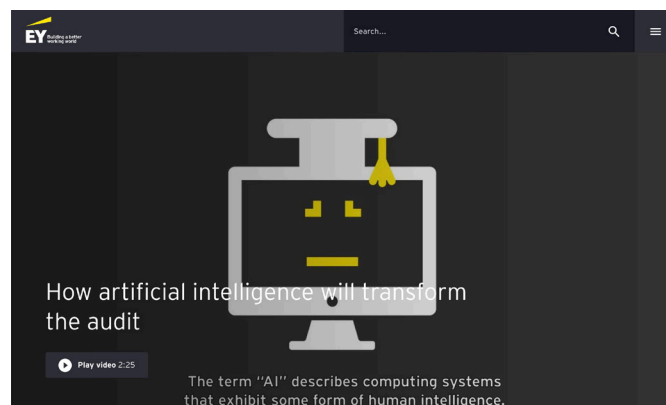 EY
Building a better
working world
Search...
How artificial intelligence will transform
the audit
Play video 2:25
The term “AI” describes computing systems
that exhibit some form of human intelligence.